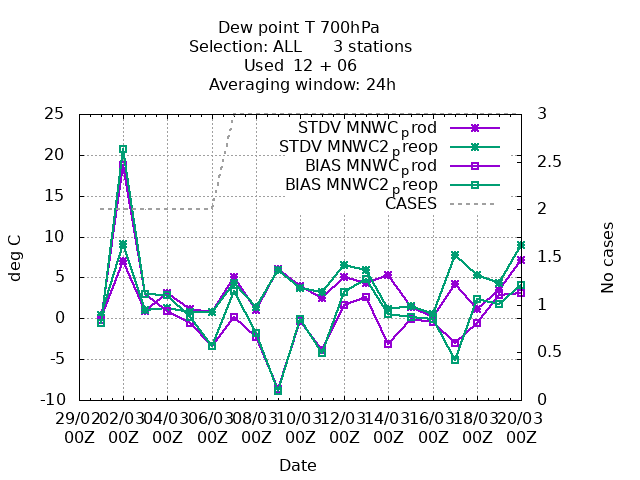 Dew point T 700hPa
Selection: ALL 3 stations
Used 12 + 06
Averaging window: 24h
25
20
15
10
5
0
-5
-10
deg C
3
2.5
2
1.5
1
0.5
0
No cases
STDV MNWC_prod
STDV MNWC2_preop
BIAS MNWC_prod
BIAS MNWC2_preop
CASES
29/02 02/03 04/03 06/03 08/03 10/03 12/03 14/03 16/03 18/03 20/03
00Z 00Z 00Z 00Z 00Z 00Z 00Z 00Z 00Z 00Z 00Z
Date